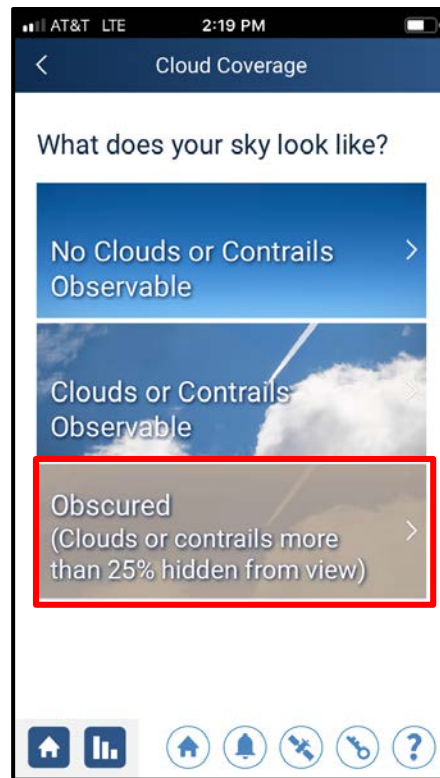 AT&T LTE 2:19 PM
Cloud Coverage
What does your sky look like?
No Clouds or Contrails
Observable
Clouds or Contrails
Observable
Obscured
(Clouds or contrails more
than 25% hidden from view)
?